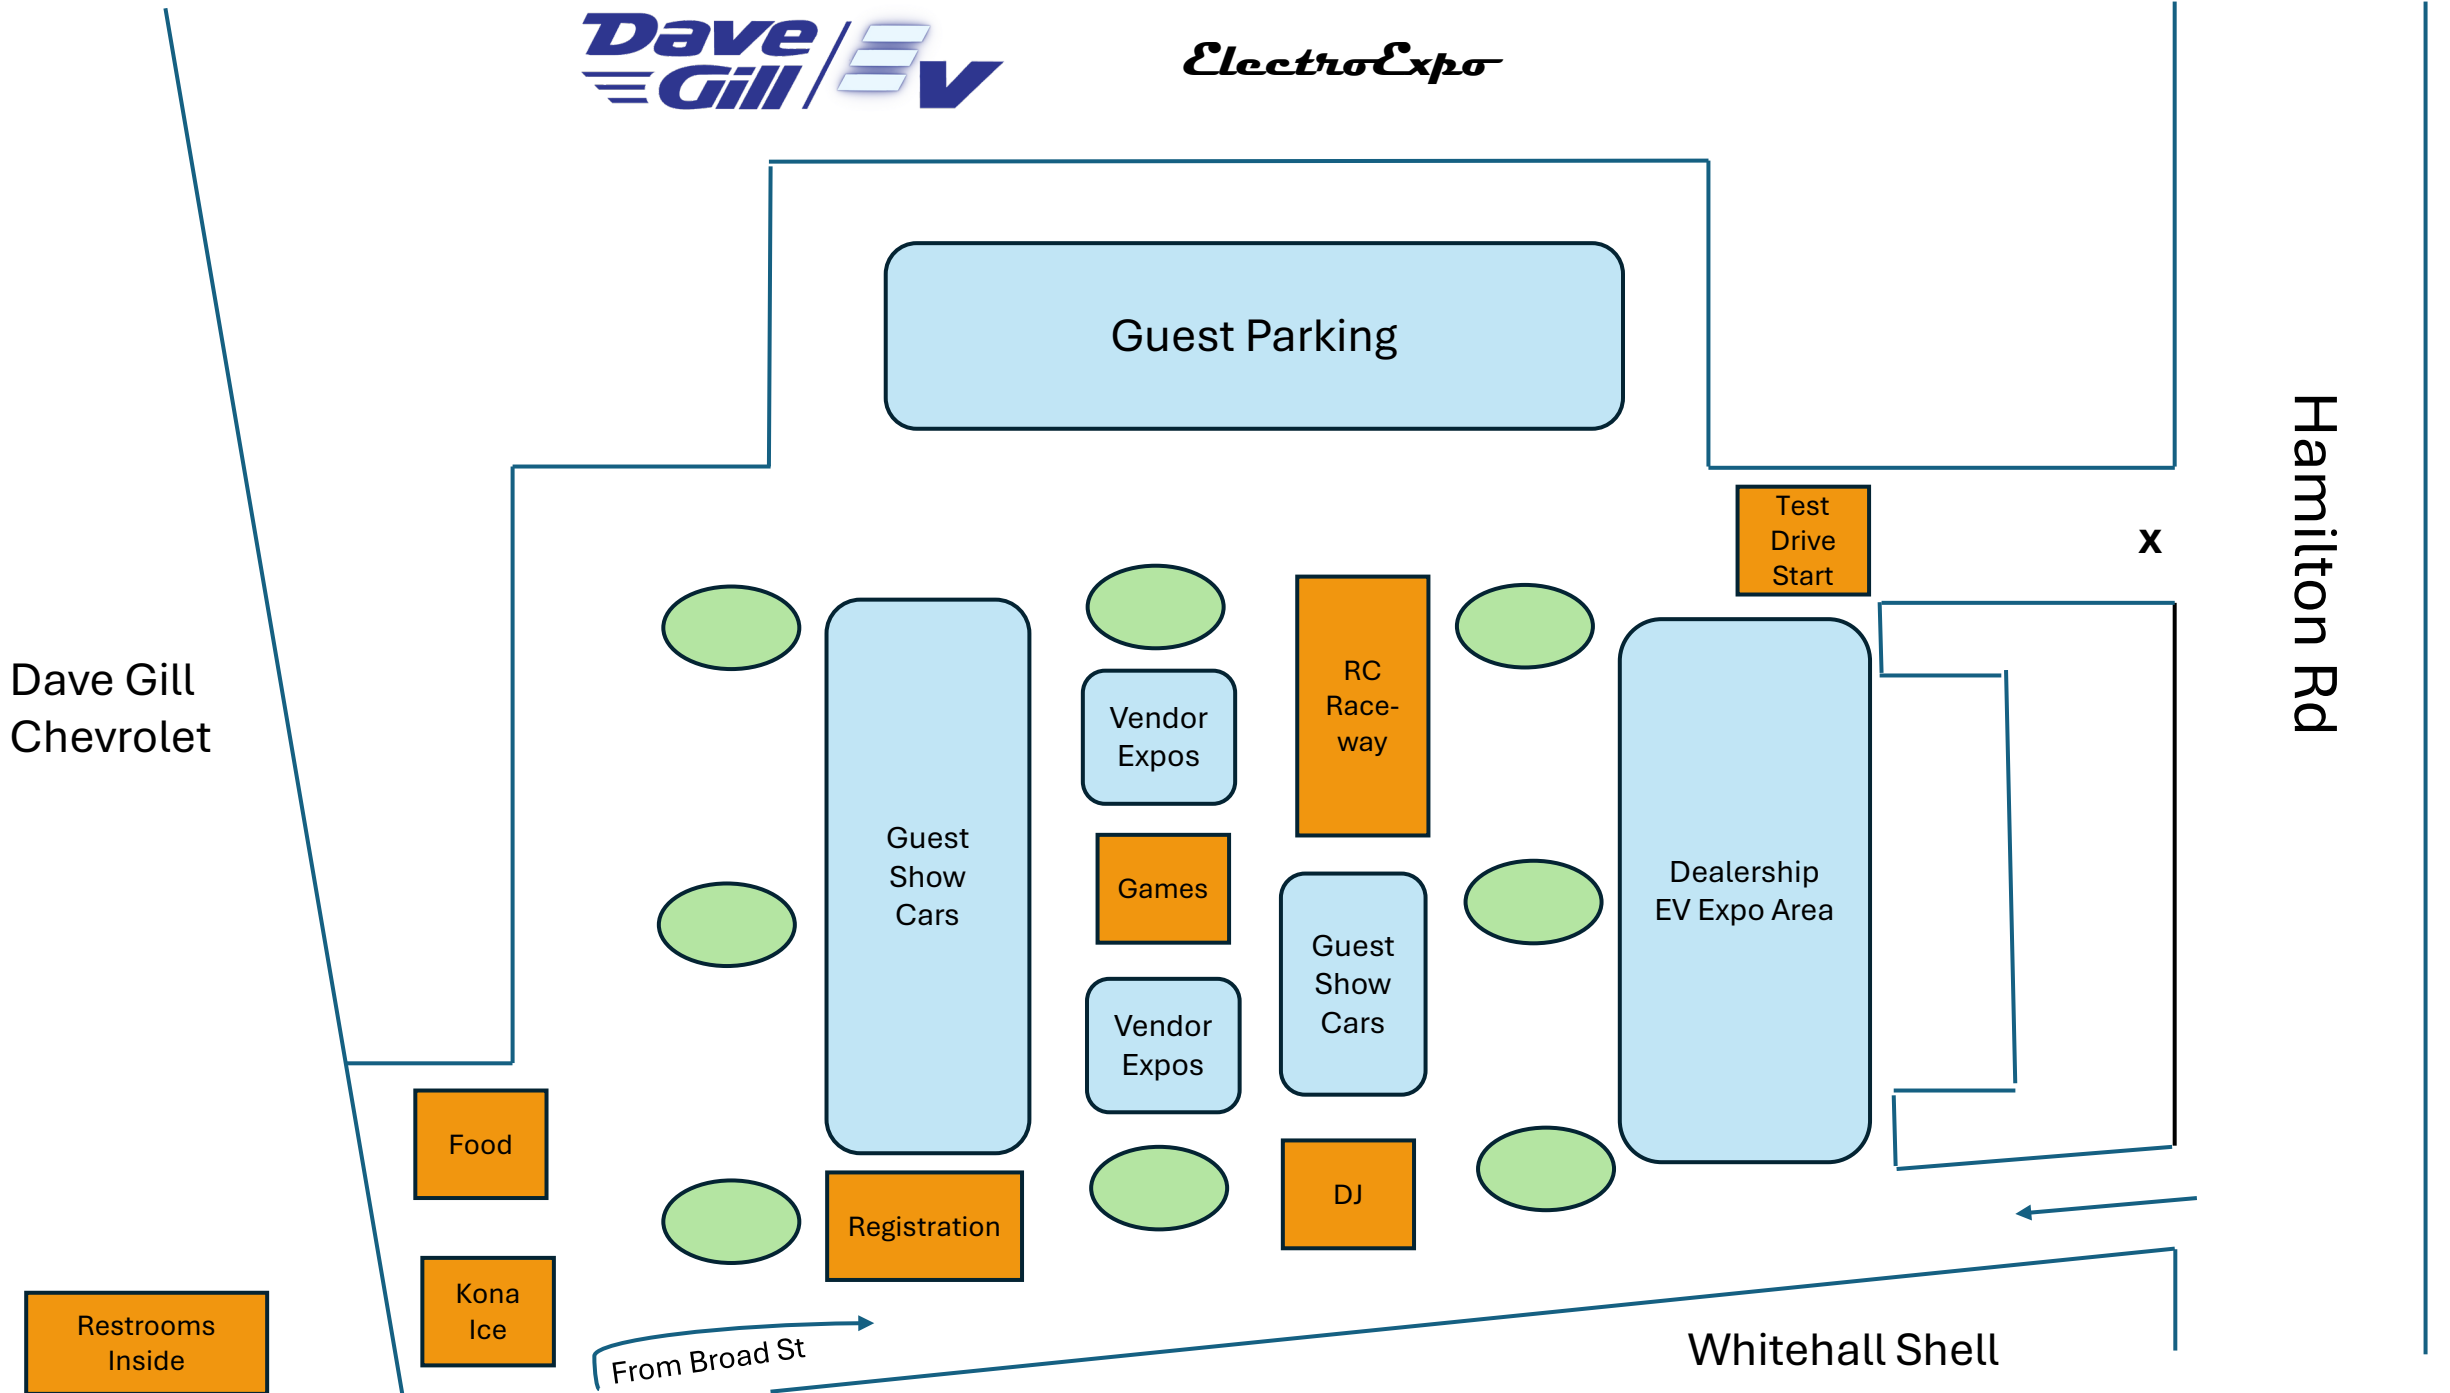 Dave
Gill
EV
ElectroExpo
Guest Parking
Hamilton Rd
Test
Drive
Start
x
Dave Gill
Chevrolet
RC
Race-
way
Vendor
Expos
Guest
Show
Cars
Games
Dealership
EV Expo Area
Guest
Show
Cars
Vendor
Expos
Food
DJ
Registration
Kona
Ice
Restrooms
Inside
From Broad St
Whitehall Shell